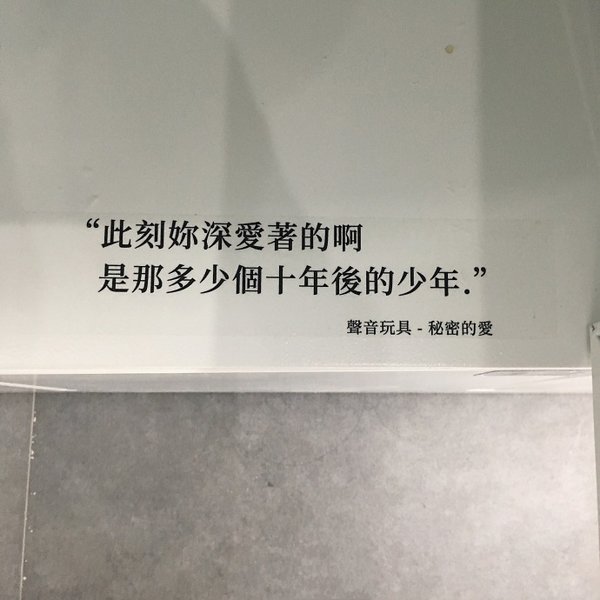 “此刻妳深愛著的啊
是那多少個十年後的少年.”
聲音玩具 - 秘密的愛